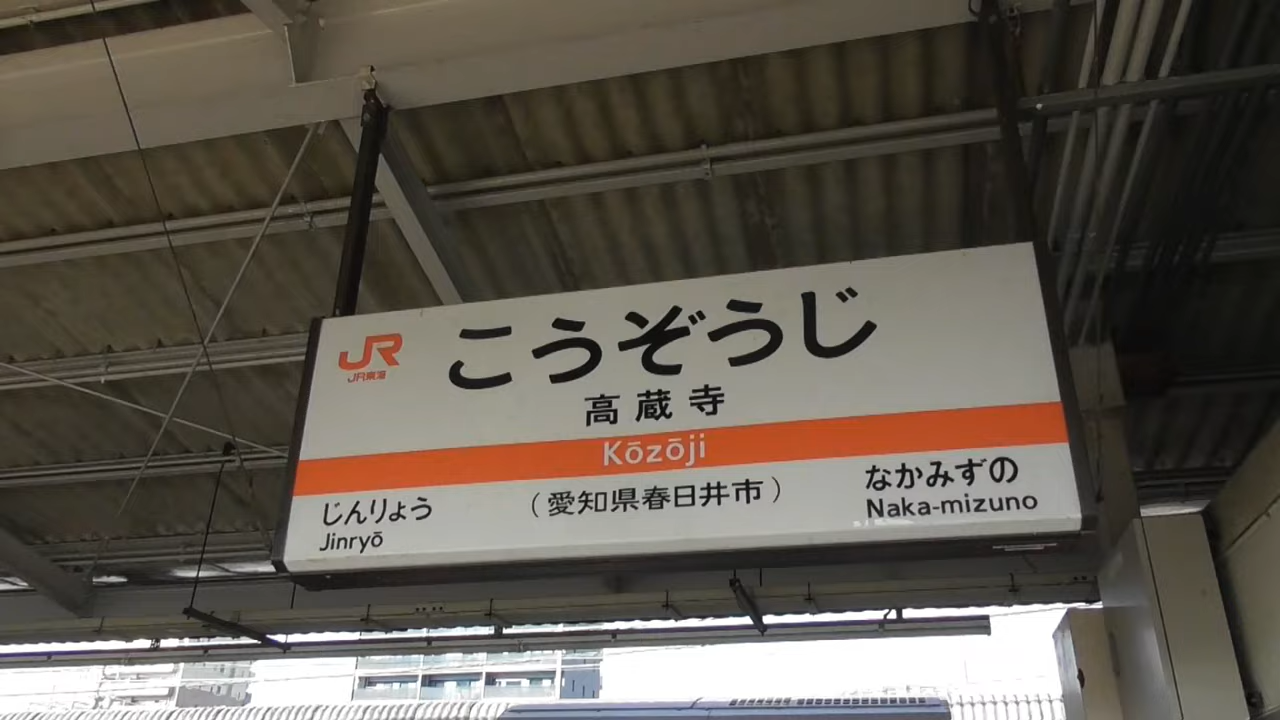 JR
JR東海
こうぞうじ
高蔵寺
Kōzōji
じんりょう
Jinryō
（愛知県春日井市）
なかみずの
Naka-mizuno